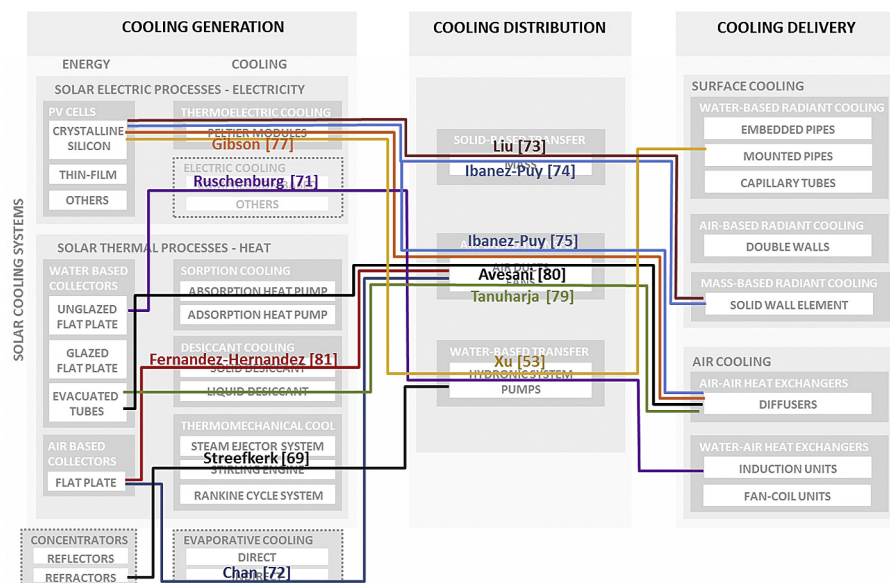 COOLING GENERATION
COOLING DISTRIBUTION
COOLING DELIVERY
ENERGY
COOLING
SOLAR COOLING SYSTEMS
SOLAR ELECTRIC PROCESSES - ELECTRICITY
PV CELLS
CRYSTALLINE
SILICON
THIN-FILM
OTHERS
THERMOELECTRIC COOLING
PELTIER MODULES
Gibson [77]
ELECTRIC COOLING
Ruschenburg [71]
OTHERS
SOLAR THERMAL PROCESSES - HEAT
WATER BASED
COLLECTORS
UNGLAZED
FLAT PLATE
GLAZED
FLAT PLATE
EVACUATED
TUBES
AIR BASED
COLLECTORS
FLAT PLATE
SORPTION COOLING
ABSORPTION HEAT PUMP
ADSORPTION HEAT PUMP
DESICCANT COOLING
Fernandez-Hernandez [81]
SOLID DESICCANT
LIQUID DESICCANT
THERMOMECHANICAL COOL
STEAM EJECTOR SYSTEM
Streefkerk [69]
STIRLING ENGINE
RANKINE CYCLE SYSTEM
CONCENTRATORS
REFLECTORS
REFRACTORS
EVAPORATIVE COOLING
DIRECT
INDIRECT
Chan [72]
SOLID-BASED TRANSFER
Liu [73]
MASS
Ibanez-Puy [74]
Ibanez-Puy [75]
AIR DUCTS
Avesani [80]
FANS
Tanuharja [79]
WATER-BASED TRANSFER
Xu [53]
HYDRONIC SYSTEM
PUMPS
SURFACE COOLING
WATER-BASED RADIANT COOLING
EMBEDDED PIPES
MOUNTED PIPES
CAPILLARY TUBES
AIR-BASED RADIANT COOLING
DOUBLE WALLS
MASS-BASED RADIANT COOLING
SOLID WALL ELEMENT
AIR COOLING
AIR-AIR HEAT EXCHANGERS
DIFFUSERS
WATER-AIR HEAT EXCHANGERS
INDUCTION UNITS
FAN-COIL UNITS